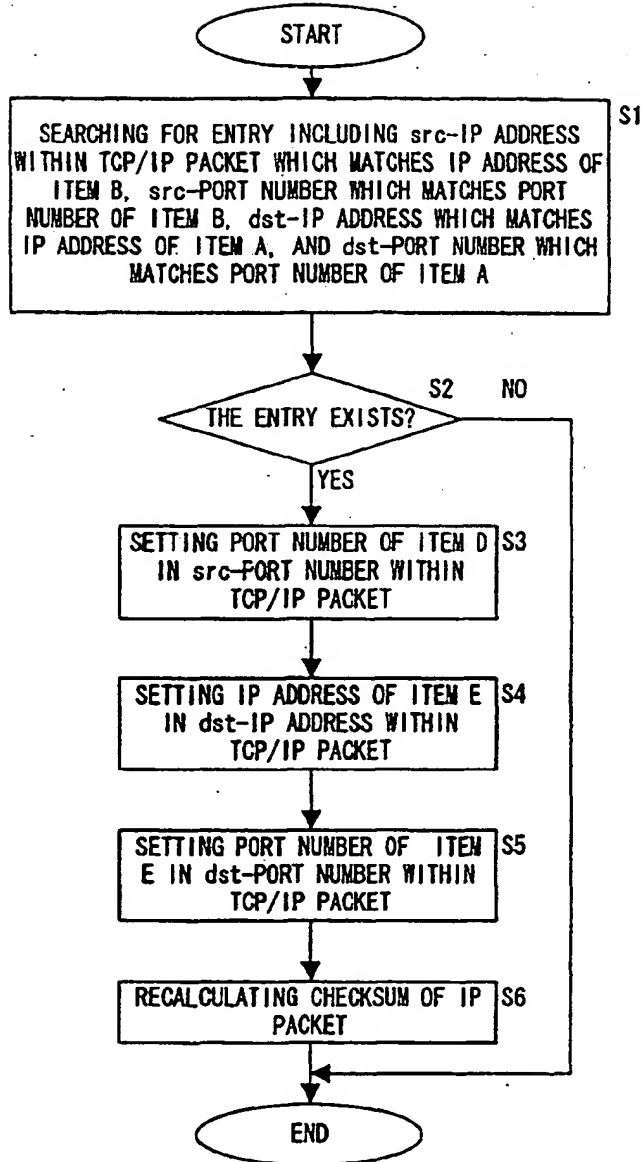 START
S1
SEARCHING FOR ENTRY INCLUDING src-IP ADDRESS
WITHIN TCP/IP PACKET WHICH MATCHES IP ADDRESS OF
ITEM B, src-PORT NUMBER WHICH MATCHES PORT
NUMBER OF ITEM B, dst-IP ADDRESS WHICH MATCHES
IP ADDRESS OF ITEM A, AND dst-PORT NUMBER WHICH
MATCHES PORT NUMBER OF ITEM A
S2 NO
THE ENTRY EXISTS?
YES
SETTING PORT NUMBER OF ITEM D S3
IN src-PORT NUMBER WITHIN
TCP/IP PACKET
SETTING IP ADDRESS OF ITEM E S4
IN dst-IP ADDRESS WITHIN
TCP/IP PACKET
SETTING PORT NUMBER OF ITEM S5
E IN dst-PORT NUMBER WITHIN
TCP/IP PACKET
RECALCULATING CHECKSUM OF IP S6
PACKET
END